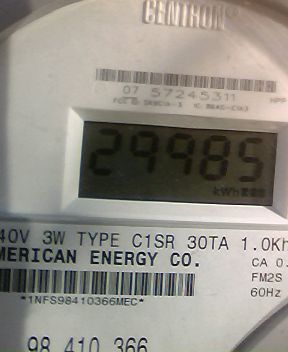 CENTRON
07 57245311
29985
kWh
40V 3W TYPE C1SR 30TA 1.0Kh
MERICAN ENERGY CO.
CA 0.
FM2S
*1NFS98410366MEC*
60Hz
98 410 366